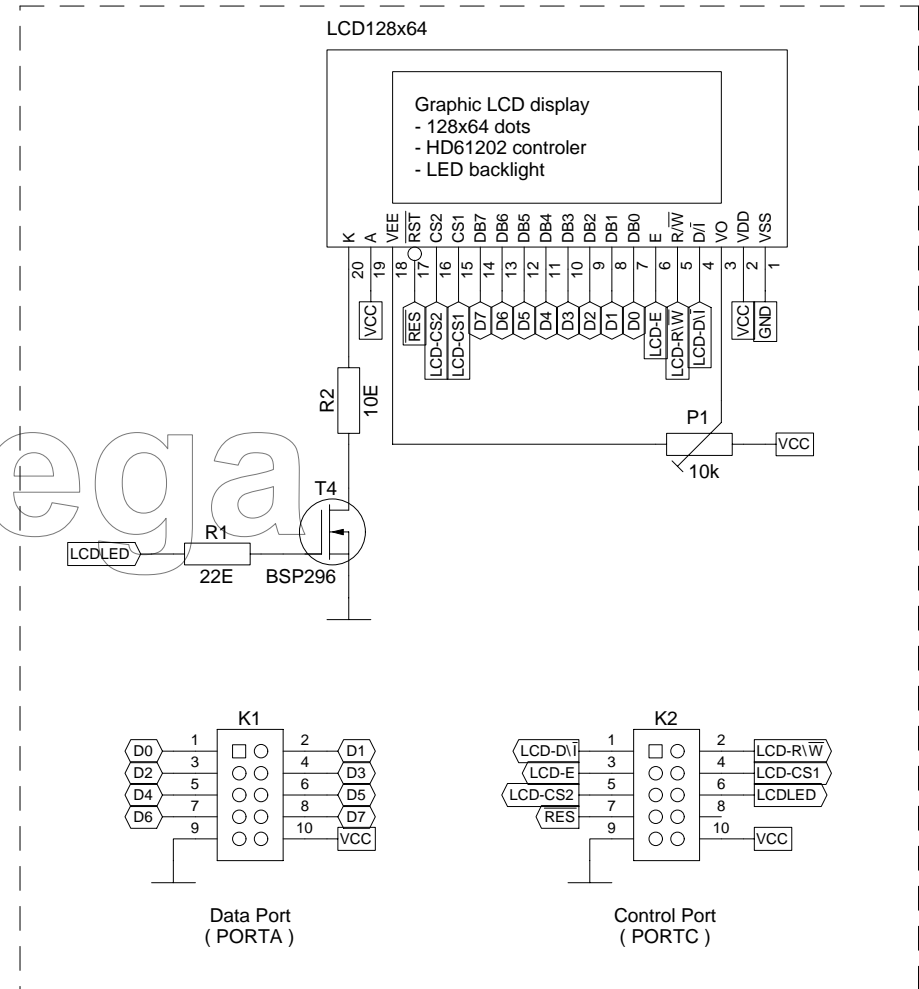 LCD128x64
Graphic LCD display
- 128x64 dots
- HD61202 controler
- LED backlight
K
A
VEE
RST
CS2
CS1
DB7
DB6
DB5
DB4
DB3
DB2
DB1
DB0
E
R/W
D/I
VO
VDD
VSS
20
19
18
17
16
15
14
13
12
11
10
9
8
7
6
5
4
3
2
1
VCC
RES
LCD-CS2
LCD-CS1
D7
D6
D5
D4
D3
D2
D1
D0
LCD-E
LCD-R\W
LCD-D\I
VCC
GND
R2
10E
P1
10k
VCC
ega
T4
LCDLED
R1
22E
BSP296
K1
D0 1 2 D1
D2 3 4 D3
D4 5 6 D5
D6 7 8 D7
9 10 VCC
Data Port
( PORTA )
K2
LCD-D\I 1 2 LCD-R\W
LCD-E 3 4 LCD-CS1
LCD-CS2 5 6 LCDLED
RES 7 8
9 10 VCC
Control Port
( PORTC )